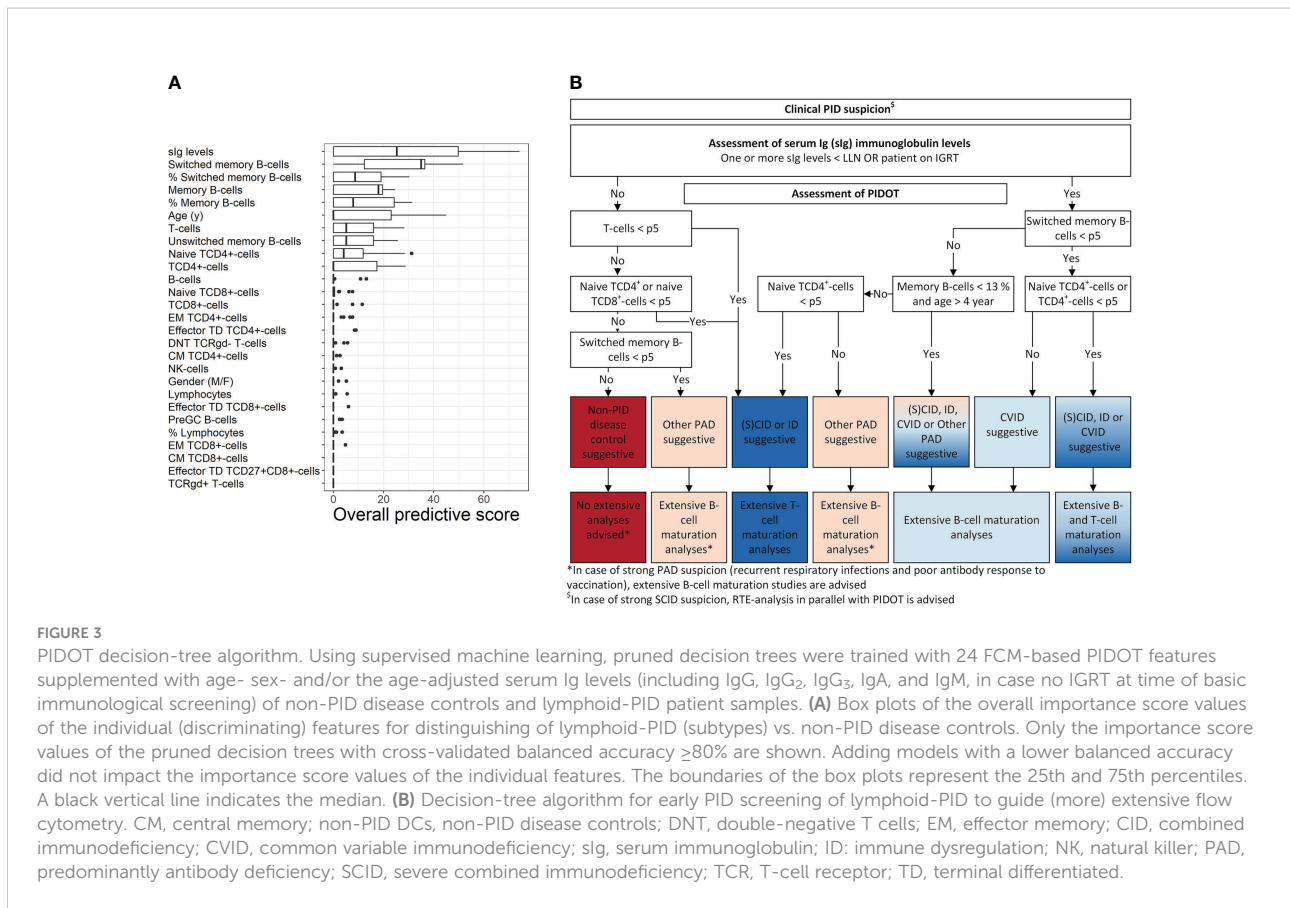 A
sIg levels
Switched memory B-cells
% Switched memory B-cells
Memory B-cells
% Memory B-cells
Age (y)
T-cells
Unswitched memory B-cells
Naive TCD4+-cells
TCD4+-cells
B-cells
Naive TCD8+-cells
TCD8+-cells
EM TCD4+-cells
Effector TD TCD4+-cells
DNT TCRgd- T-cells
CM TCD4+-cells
NK-cells
Gender (M/F)
Lymphocytes
Effector TD TCD8+-cells
PreGC B-cells
% Lymphocytes
EM TCD8+-cells
CM TCD8+-cells
Effector TD TCD27+CD8+-cells
TCRgd+ T-cells
0 20 40 60
Overall predictive score
B
Clinical PID suspicion$
Assessment of serum Ig (sIg) immunoglobulin levels
One or more sIg levels < LLN OR patient on IGRT
No
Assessment of PIDOT
Yes
T-cells < p5
Switched memory B-
cells < p5
No
No
Yes
Naive TCD4+ or naive
TCD8+-cells < p5
Yes
Naive TCD4+-cells
< p5
No
Memory B-cells < 13 %
and age > 4 year
Naive TCD4+-cells or
TCD4+-cells < p5
No
Yes
Switched memory B-
cells < p5
Yes
No
Yes
No
Yes
No
Yes
Non-PID
disease
control
suggestive
Other PAD
suggestive
(S)CID or ID
suggestive
Other PAD
suggestive
(S)CID, ID,
CVID or Other
PAD
suggestive
CVID
suggestive
(S)CID, ID or
CVID
suggestive
No extensive
analyses
advised*
Extensive B-
cell
maturation
analyses*
Extensive T-
cell
maturation
analyses
Extensive B-
cell
maturation
analyses*
Extensive B-cell maturation
analyses
Extensive B-
and T-cell
maturation
analyses
*In case of strong PAD suspicion (recurrent respiratory infections and poor antibody response to
vaccination), extensive B-cell maturation studies are advised
$In case of strong SCID suspicion, RTE-analysis in parallel with PIDOT is advised
FIGURE 3
PIDOT decision-tree algorithm. Using supervised machine learning, pruned decision trees were trained with 24 FCM-based PIDOT features
supplemented with age- sex- and/or the age-adjusted serum Ig levels (including IgG, IgG2, IgG3, IgA, and IgM, in case no IGRT at time of basic
immunological screening) of non-PID disease controls and lymphoid-PID patient samples. (A) Box plots of the overall importance score values
of the individual (discriminating) features for distinguishing of lymphoid-PID (subtypes) vs. non-PID disease controls. Only the importance score
values of the pruned decision trees with cross-validated balanced accuracy ≥80% are shown. Adding models with a lower balanced accuracy
did not impact the importance score values of the individual features. The boundaries of the box plots represent the 25th and 75th percentiles.
A black vertical line indicates the median. (B) Decision-tree algorithm for early PID screening of lymphoid-PID to guide (more) extensive flow
cytometry. CM, central memory; non-PID DCs, non-PID disease controls; DNT, double-negative T cells; EM, effector memory; CID, combined
immunodeficiency; CVID, common variable immunodeficiency; sIg, serum immunoglobulin; ID: immune dysregulation; NK, natural killer; PAD,
predominantly antibody deficiency; SCID, severe combined immunodeficiency; TCR, T-cell receptor; TD, terminal differentiated.